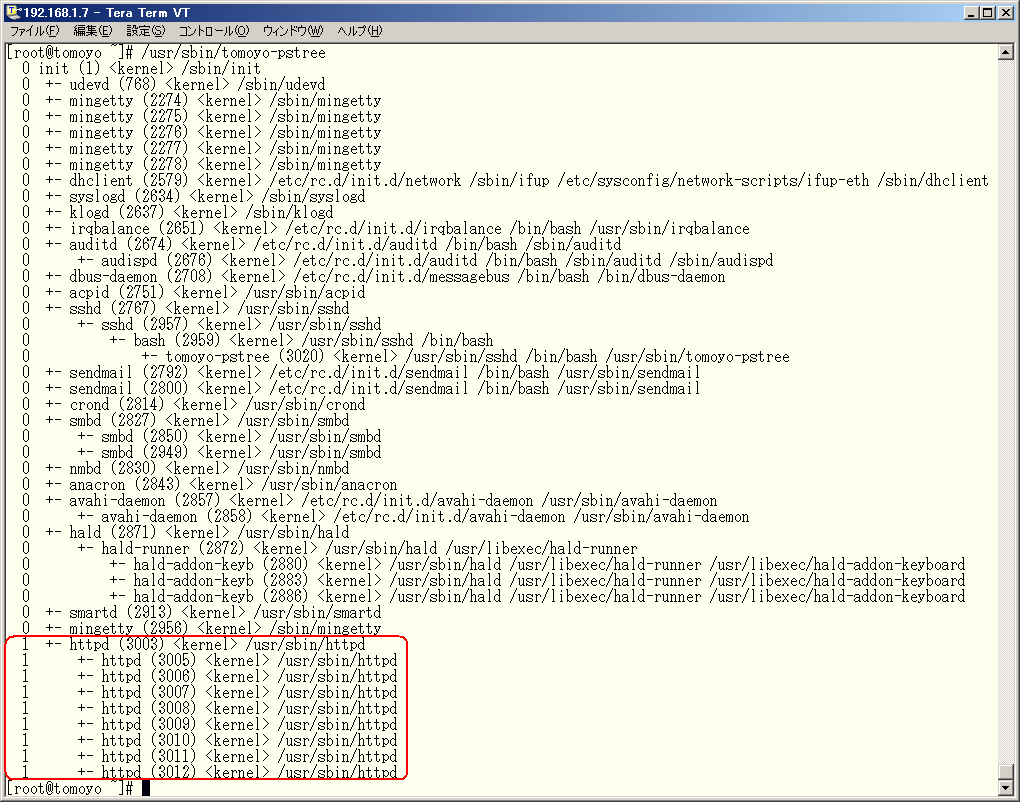 192.168.1.7 - Tera Term VT
ファイル(F) 編集(E) 設定(S) コントロール(O) ウィンドウ(W) ヘルプ(H)
[root@tomoyo ~]# /usr/sbin/tomoyo-pstree
  0 init (1) <kernel> /sbin/init
  0  +- udevd (768) <kernel> /sbin/udevd
  0  +- mingetty (2274) <kernel> /sbin/mingetty
  0  +- mingetty (2275) <kernel> /sbin/mingetty
  0  +- mingetty (2276) <kernel> /sbin/mingetty
  0  +- mingetty (2277) <kernel> /sbin/mingetty
  0  +- mingetty (2278) <kernel> /sbin/mingetty
  0  +- dhclient (2579) <kernel> /etc/rc.d/init.d/network /sbin/ifup /etc/sysconfig/network-scripts/ifup-eth /sbin/dhclient
  0  +- syslogd (2634) <kernel> /sbin/syslogd
  0  +- klogd (2637) <kernel> /sbin/klogd
  0  +- irqbalance (2651) <kernel> /etc/rc.d/init.d/irqbalance /bin/bash /usr/sbin/irqbalance
  0  +- auditd (2674) <kernel> /etc/rc.d/init.d/auditd /bin/bash /sbin/auditd
  0      +- audispd (2676) <kernel> /etc/rc.d/init.d/auditd /bin/bash /sbin/auditd /sbin/audispd
  0  +- dbus-daemon (2708) <kernel> /etc/rc.d/init.d/messagebus /bin/bash /bin/dbus-daemon
  0  +- acpid (2751) <kernel> /usr/sbin/acpid
  0  +- sshd (2767) <kernel> /usr/sbin/sshd
  0      +- sshd (2957) <kernel> /usr/sbin/sshd
  0          +- bash (2959) <kernel> /usr/sbin/sshd /bin/bash
  0              +- tomoyo-pstree (3020) <kernel> /usr/sbin/sshd /bin/bash /usr/sbin/tomoyo-pstree
  0  +- sendmail (2792) <kernel> /etc/rc.d/init.d/sendmail /bin/bash /usr/sbin/sendmail
  0  +- sendmail (2800) <kernel> /etc/rc.d/init.d/sendmail /bin/bash /usr/sbin/sendmail
  0  +- crond (2814) <kernel> /usr/sbin/crond
  0  +- smbd (2827) <kernel> /usr/sbin/smbd
  0      +- smbd (2850) <kernel> /usr/sbin/smbd
  0      +- smbd (2949) <kernel> /usr/sbin/smbd
  0  +- nmbd (2830) <kernel> /usr/sbin/nmbd
  0  +- anacron (2843) <kernel> /usr/sbin/anacron
  0  +- avahi-daemon (2857) <kernel> /etc/rc.d/init.d/avahi-daemon /usr/sbin/avahi-daemon
  0      +- avahi-daemon (2858) <kernel> /etc/rc.d/init.d/avahi-daemon /usr/sbin/avahi-daemon
  0  +- hald (2871) <kernel> /usr/sbin/hald
  0      +- hald-runner (2872) <kernel> /usr/sbin/hald /usr/libexec/hald-runner
  0          +- hald-addon-keyb (2880) <kernel> /usr/sbin/hald /usr/libexec/hald-runner /usr/libexec/hald-addon-keyboard
  0          +- hald-addon-keyb (2883) <kernel> /usr/sbin/hald /usr/libexec/hald-runner /usr/libexec/hald-addon-keyboard
  0          +- hald-addon-keyb (2886) <kernel> /usr/sbin/hald /usr/libexec/hald-runner /usr/libexec/hald-addon-keyboard
  0  +- smartd (2913) <kernel> /usr/sbin/smartd
  0  +- mingetty (2956) <kernel> /sbin/mingetty
  1  +- httpd (3003) <kernel> /usr/sbin/httpd
  1      +- httpd (3005) <kernel> /usr/sbin/httpd
  1      +- httpd (3006) <kernel> /usr/sbin/httpd
  1      +- httpd (3007) <kernel> /usr/sbin/httpd
  1      +- httpd (3008) <kernel> /usr/sbin/httpd
  1      +- httpd (3009) <kernel> /usr/sbin/httpd
  1      +- httpd (3010) <kernel> /usr/sbin/httpd
  1      +- httpd (3011) <kernel> /usr/sbin/httpd
  1      +- httpd (3012) <kernel> /usr/sbin/httpd
[root@tomoyo ~]#